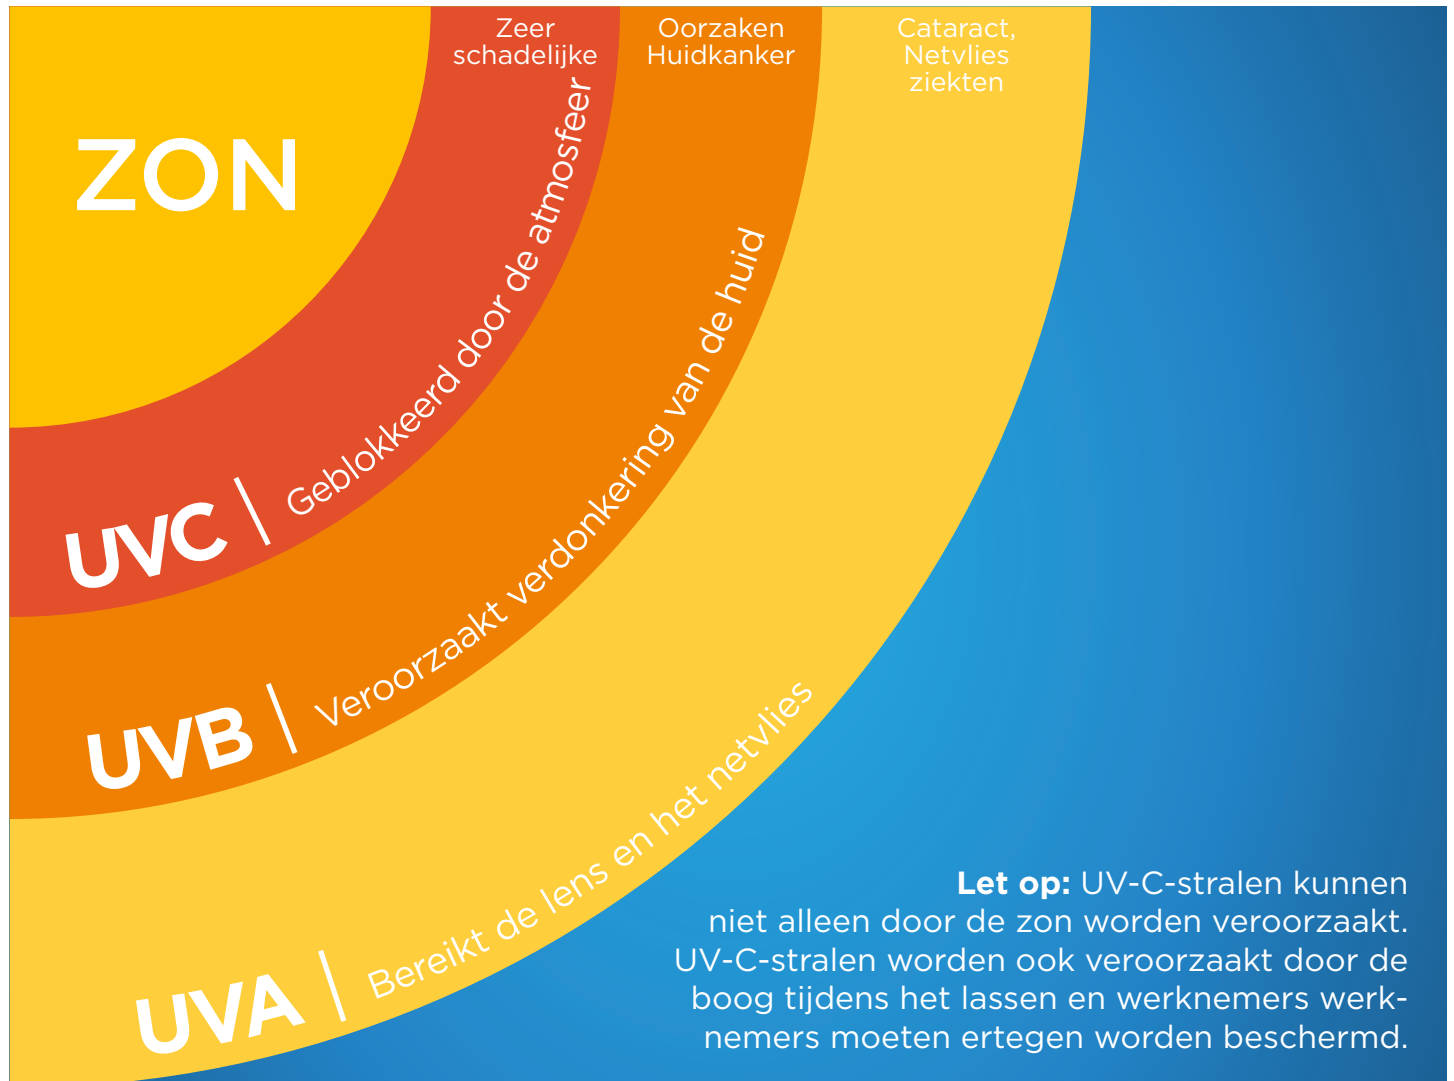 Zeer
schadelijke
Oorzaken
Huidkanker
Cataract,
Netvlies
ziekten
ZON
UVC | Geblokkeerd door de atmosfeer
UVB | Veroorzaakt verdonkering van de huid
UVA | Bereikt de lens en het netvlies
Let op: UV-C-stralen kunnen
niet alleen door de zon worden veroorzaakt.
UV-C-stralen worden ook veroorzaakt door de
boog tijdens het lassen en werknemers werk-
nemers moeten ertegen worden beschermd.